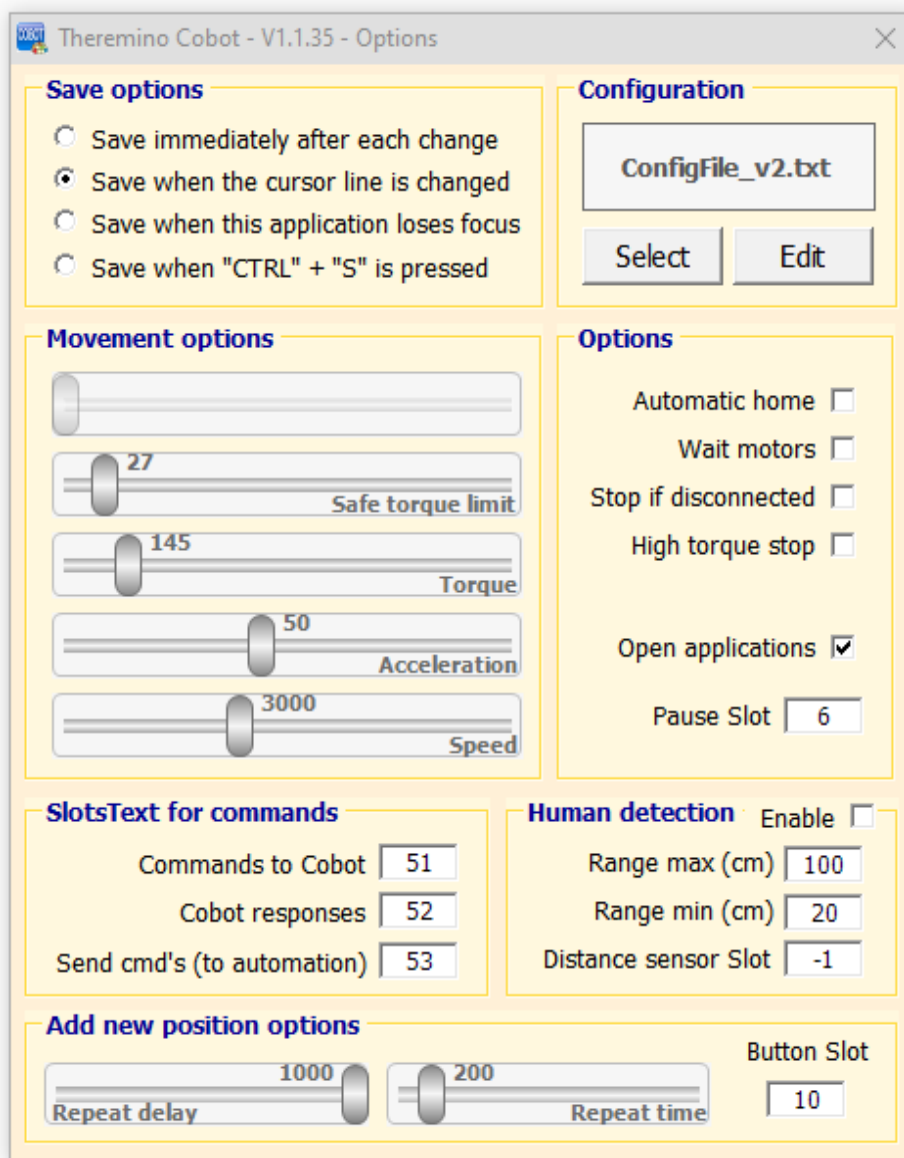 COBOT
Theremino Cobot - V1.1.35 - Options
Save options
Save immediately after each change
Save when the cursor line is changed
Save when this application loses focus
Save when "CTRL" + "S" is pressed
Configuration
ConfigFile_v2.txt
Select Edit
Movement options
27
Safe torque limit
145
Torque
50
Acceleration
3000
Speed
Options
Automatic home
Wait motors
Stop if disconnected
High torque stop
Open applications
Pause Slot 6
SlotsText for commands
Commands to Cobot 51
Cobot responses 52
Send cmd's (to automation) 53
Human detection Enable
Range max (cm) 100
Range min (cm) 20
Distance sensor Slot -1
Add new position options
1000
Repeat delay
200
Repeat time
Button Slot
10